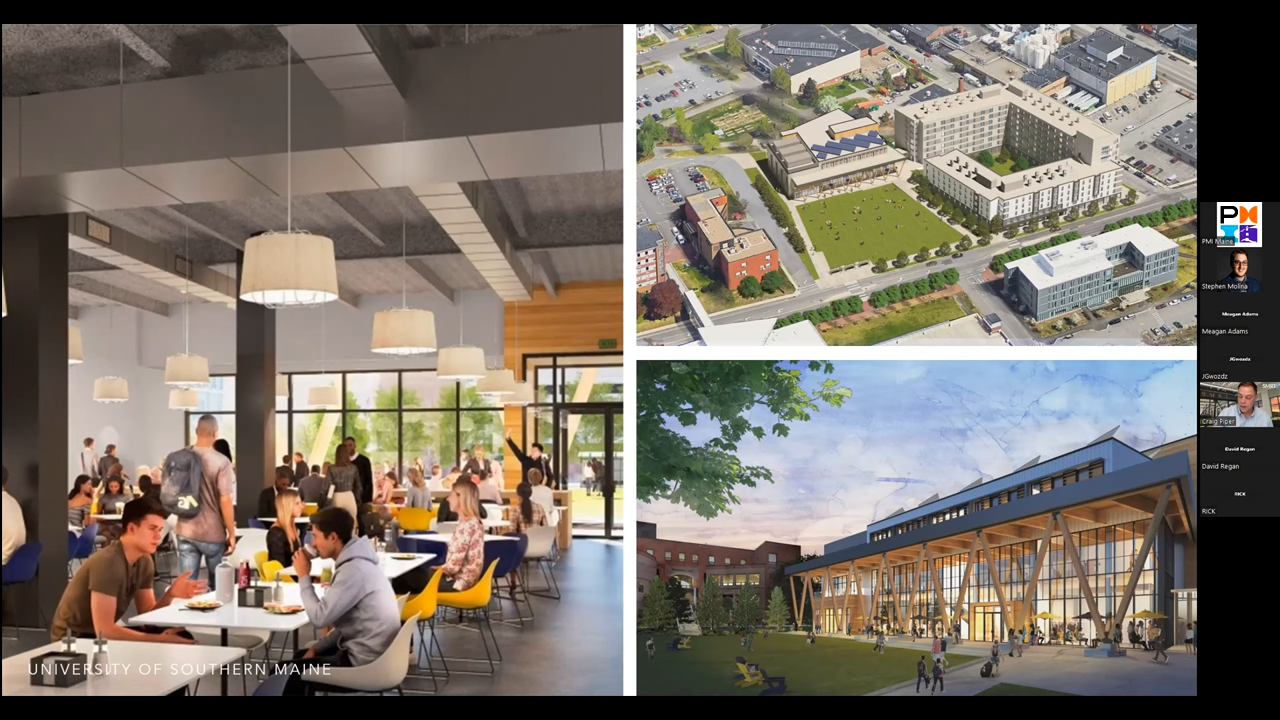 UNIVERSITY OF SOUTHERN MAINE
PMI Maine
Stephen Molina
Meagan Adams
Meagan Adams
JGwozdz
JGwozdz
Craig Piper
David Regan
David Regan
RICK
RICK